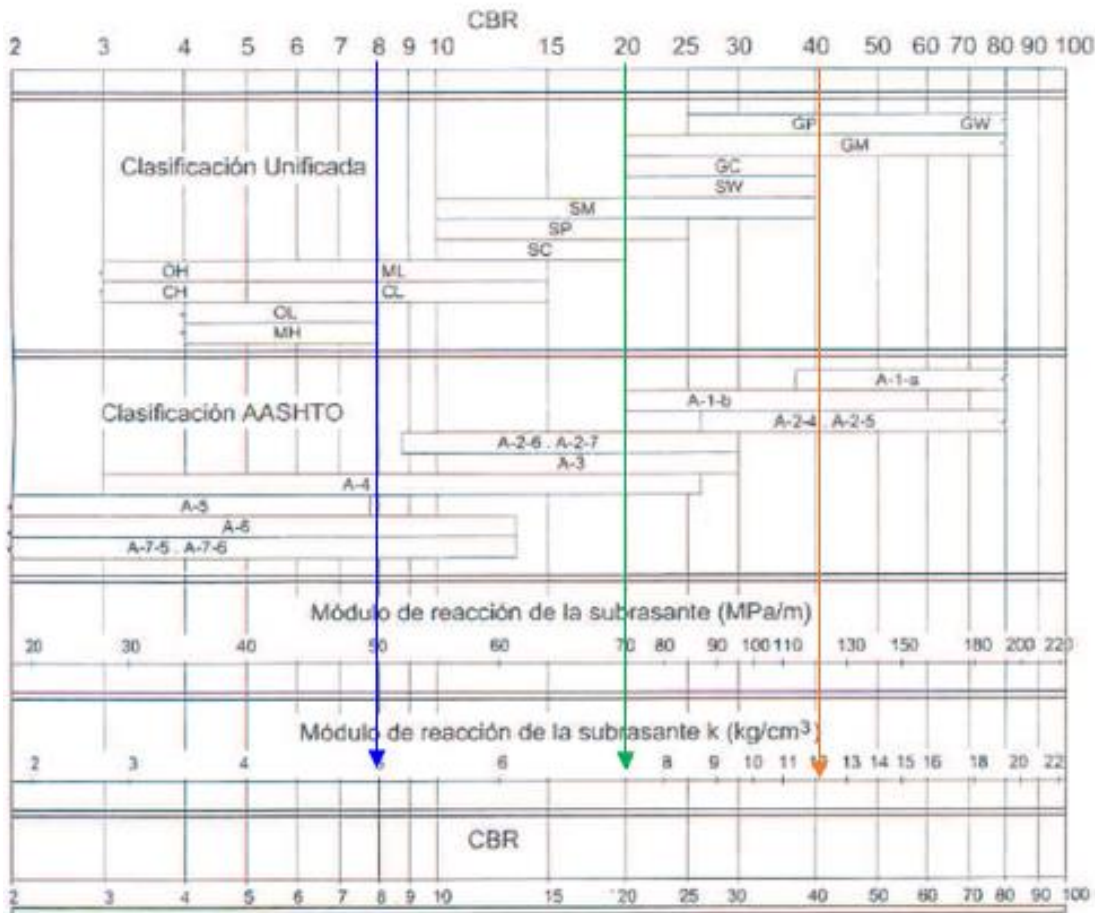 CBR
2 3 4 5 6 7 8 9 10 15 20 25 30 40 50 60 70 80 90 100
GP GW
GM
Clasificación Unificada
GC
SW
SM
SP
SC
OH ML
CH CL
OL
MH
A-1-a
A-1-b
Clasificación AASHTO
A-2-4 . A-2-5
A-2-6 . A-2-7
A-3
A-4
A-5
A-6
A-7-5 . A-7-6
Módulo de reacción de la subrasante (MPa/m)
20 30 40 50 60 70 80 90 100 110 130 150 180 200 220
Módulo de reacción de la subrasante k (kg/cm³)
2 3 4 6 8 9 10 11 13 14 15 16 18 20 22
CBR
2 3 4 5 6 7 8 9 10 15 20 25 30 40 50 60 70 80 90 100